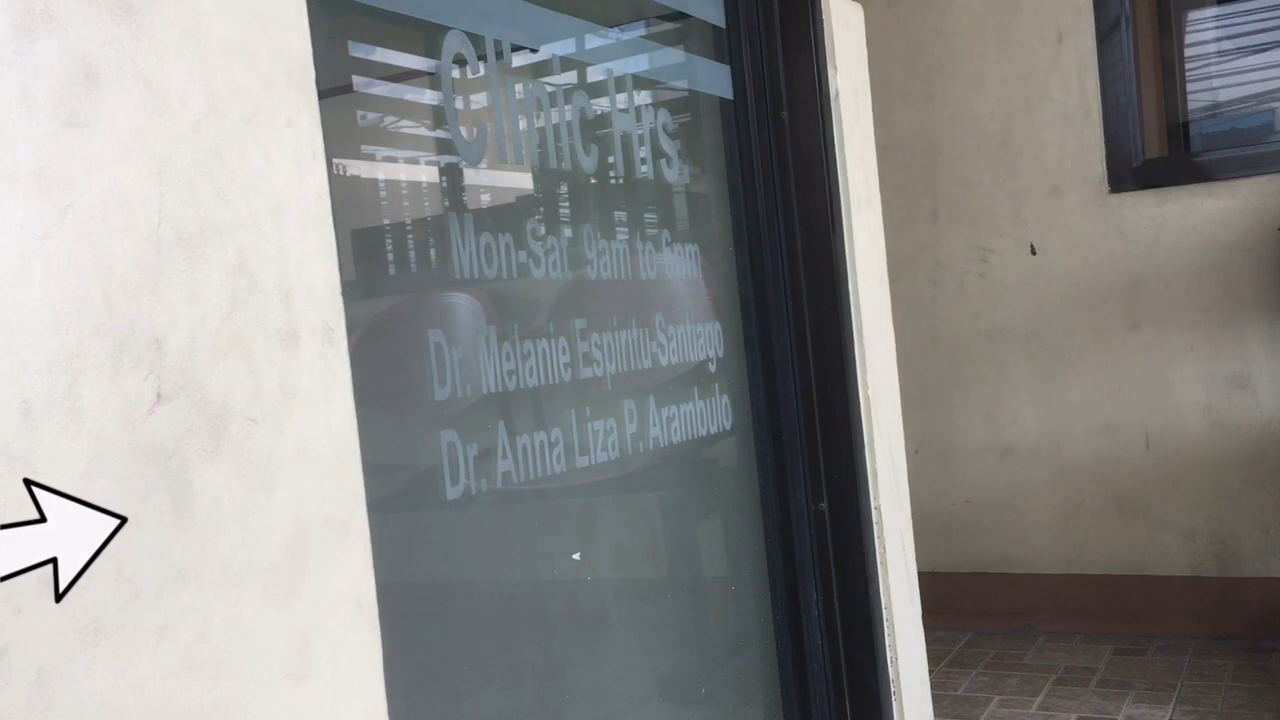 Clinic Hrs.
Mon-Sat 9am to 6pm
Dr. Melanie Espiritu-Santiago
Dr. Anna Liza P. Arambulo